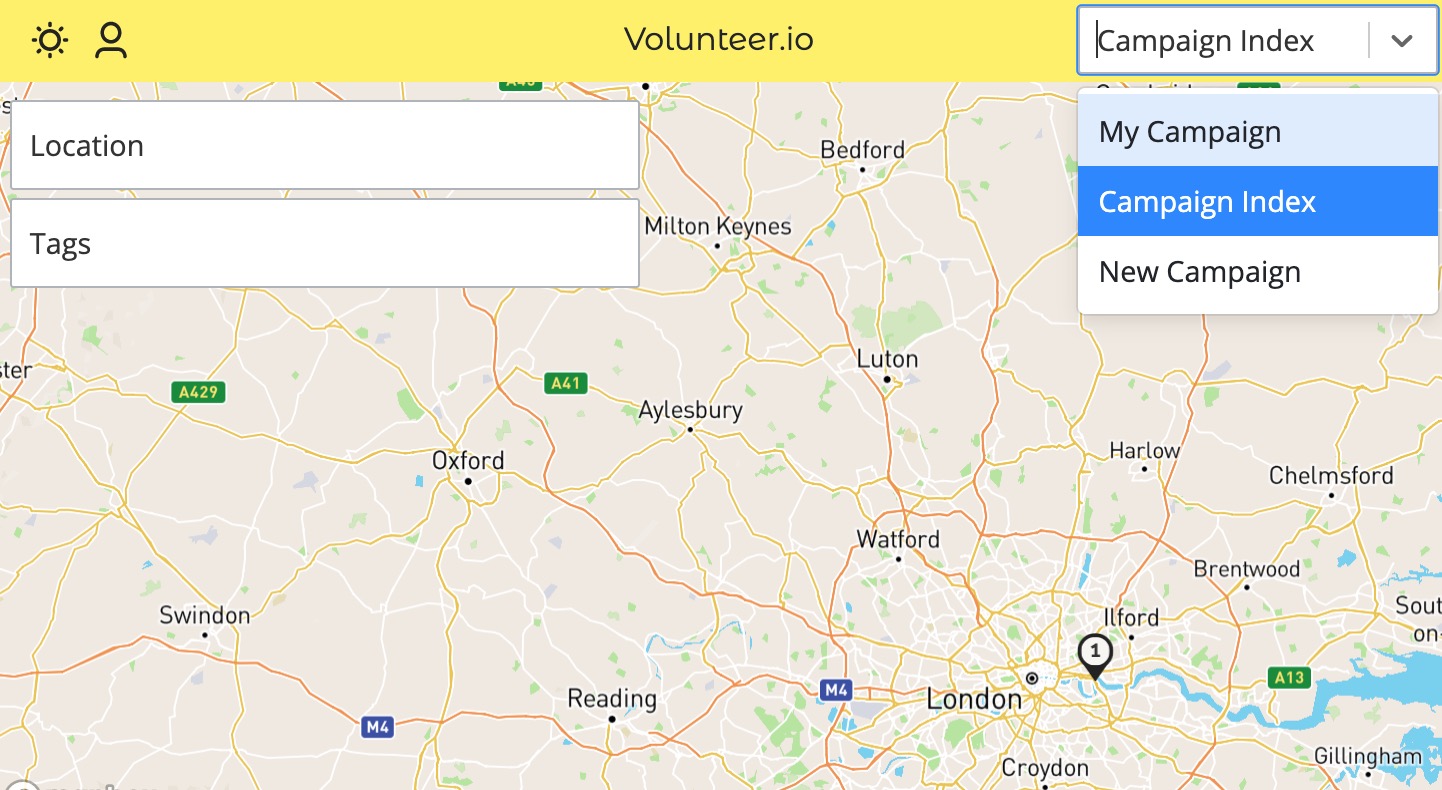 Volunteer.io
Campaign Index
My Campaign
Campaign Index
New Campaign
Location
Tags
Bedford
Milton Keynes
Luton
A429
A41
Aylesbury
Oxford
Harlow
Chelmsford
Watford
Brentwood
Swindon
Ilford
Sout
on-
1
A13
M4
London
Reading
M4
Gillingham
Croydon
ster